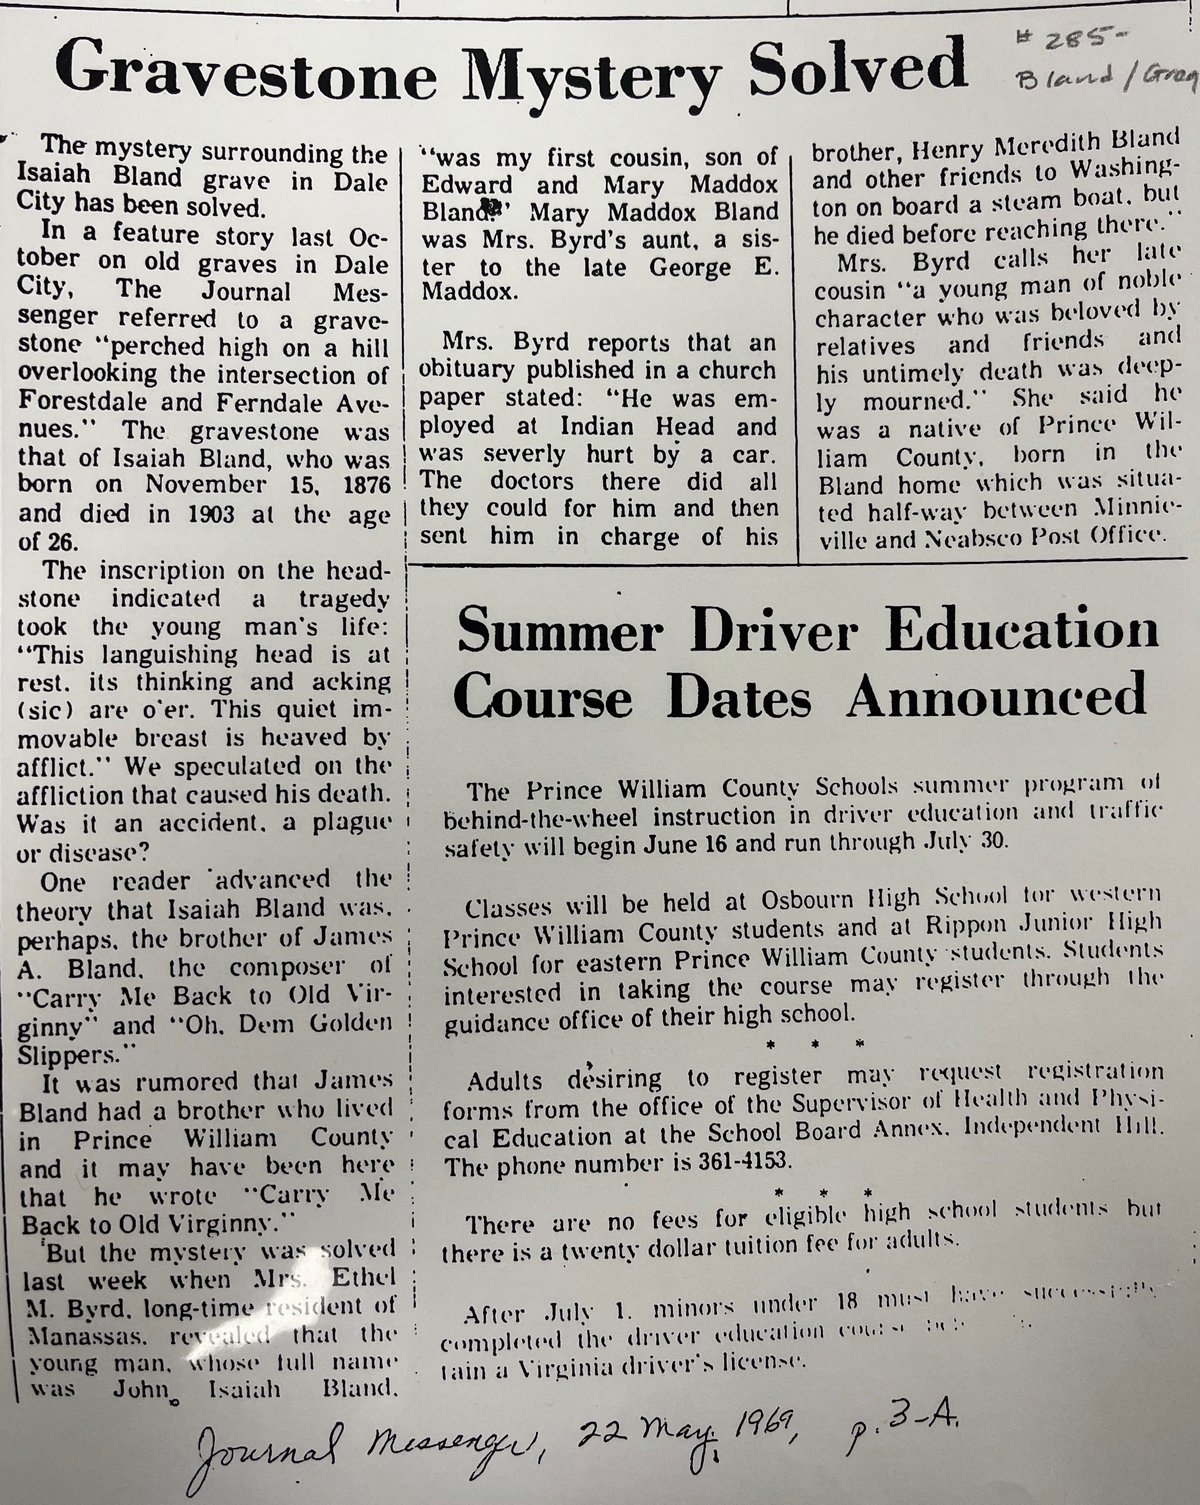 Gravestone Mystery Solved
# 285-
Bland / Greg
The mystery surrounding the
Isaiah Bland grave in Dale
City has been solved.
In a feature story last Oc-
tober on old graves in Dale
City, The Journal Mes-
senger referred to a grave-
stone "perched high on a hill
overlooking the intersection of
Forestdale and Ferndale Ave-
nues." The gravestone was
that of Isaiah Bland, who was
born on November 15, 1876
and died in 1903 at the age
of 26.
The inscription on the head-
stone indicated a tragedy
took the young man's life:
"This languishing head is at
rest, its thinking and acking
(sic) are o'er. This quiet im-
movable breast is heaved by
afflict." We speculated on the
affliction that caused his death.
Was it an accident, a plague
or disease?
One reader advanced the
theory that Isaiah Bland was,
perhaps, the brother of James
A. Bland, the composer of
"Carry Me Back to Old Vir-
ginny" and "Oh, Dem Golden
Slippers."
It was rumored that James
Bland had a brother who lived
in Prince William County
and it may have been here
that he wrote "Carry Me
Back to Old Virginny."
But the mystery was solved
last week when Mrs. Ethel
M. Byrd, long-time resident of
Manassas, revealed that the
young man, whose full name
was John Isaiah Bland,
"was my first cousin, son of
Edward and Mary Maddox
Bland." Mary Maddox Bland
was Mrs. Byrd's aunt, a sis-
ter to the late George E.
Maddox.
Mrs. Byrd reports that an
obituary published in a church
paper stated: "He was em-
ployed at Indian Head and
was severly hurt by a car.
The doctors there did all
they could for him and then
sent him in charge of his
brother, Henry Meredith Bland
and other friends to Washing-
ton on board a steam boat, but
he died before reaching there."
Mrs. Byrd calls her late
cousin "a young man of noble
character who was beloved by
relatives and friends and
his untimely death was deep-
ly mourned." She said he
was a native of Prince Wil-
liam County, born in the
Bland home which was situa-
ted half-way between Minnie-
ville and Neabsco Post Office.
Summer Driver Education
Course Dates Announced
The Prince William County Schools summer program of
behind-the-wheel instruction in driver education and traffic
safety will begin June 16 and run through July 30.
Classes will be held at Osbourn High School for western
Prince William County students and at Rippon Junior High
School for eastern Prince William County students. Students
interested in taking the course may register through the
guidance office of their high school.
* * *
Adults desiring to register may request registration
forms from the office of the Supervisor of Health and Physi-
cal Education at the School Board Annex, Independent Hill.
The phone number is 361-4153.
* * *
There are no fees for eligible high school students but
there is a twenty dollar tuition fee for adults.
After July 1, minors under 18 must have successfully
completed the driver education course
tain a Virginia driver's license.
Journal Messenger, 22 May, 1969, p. 3-A.